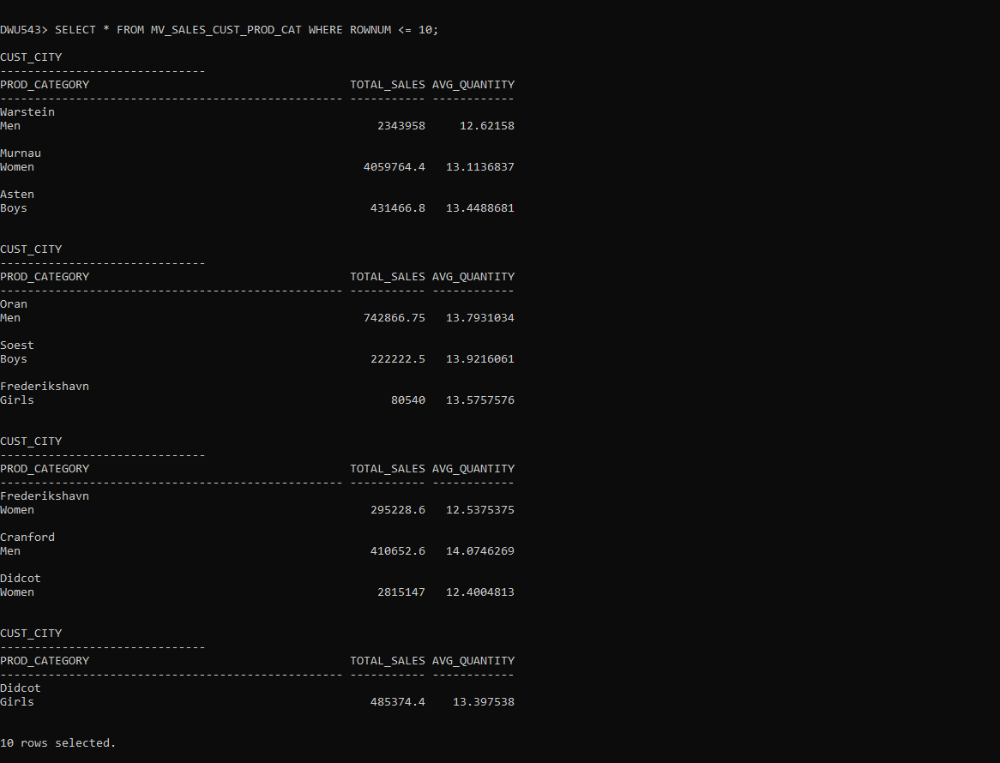 DWU543> SELECT * FROM MV_SALES_CUST_PROD_CAT WHERE ROWNUM <= 10;
CUST_CITY
------------------------------
PROD_CATEGORY                                      TOTAL_SALES AVG_QUANTITY
-------------------------------------------------- ----------- ------------
Warstein
Men                                                    2343958     12.62158
Murnau
Women                                                4059764.4   13.1136837
Asten
Boys                                                  431466.8   13.4488681
CUST_CITY
------------------------------
PROD_CATEGORY                                      TOTAL_SALES AVG_QUANTITY
-------------------------------------------------- ----------- ------------
Oran
Men                                                  742866.75   13.7931034
Soest
Boys                                                  222222.5   13.9216061
Frederikshavn
Girls                                                    80540   13.5757576
CUST_CITY
------------------------------
PROD_CATEGORY                                      TOTAL_SALES AVG_QUANTITY
-------------------------------------------------- ----------- ------------
Frederikshavn
Women                                                 295228.6   12.5375375
Cranford
Men                                                   410652.6   14.0746269
Didcot
Women                                                  2815147   12.4004813
CUST_CITY
------------------------------
PROD_CATEGORY                                      TOTAL_SALES AVG_QUANTITY
-------------------------------------------------- ----------- ------------
Didcot
Girls                                                 485374.4    13.397538
10 rows selected.